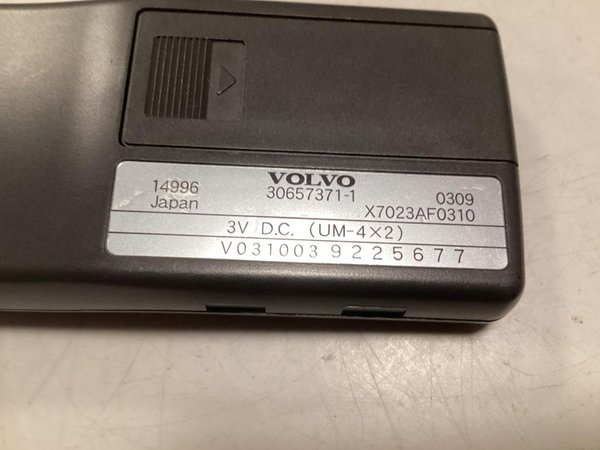 VOLVO
14996 30657371-1 0309
Japan X7023AF0310
3V D.C. (UM-4×2)
V031003 9225677